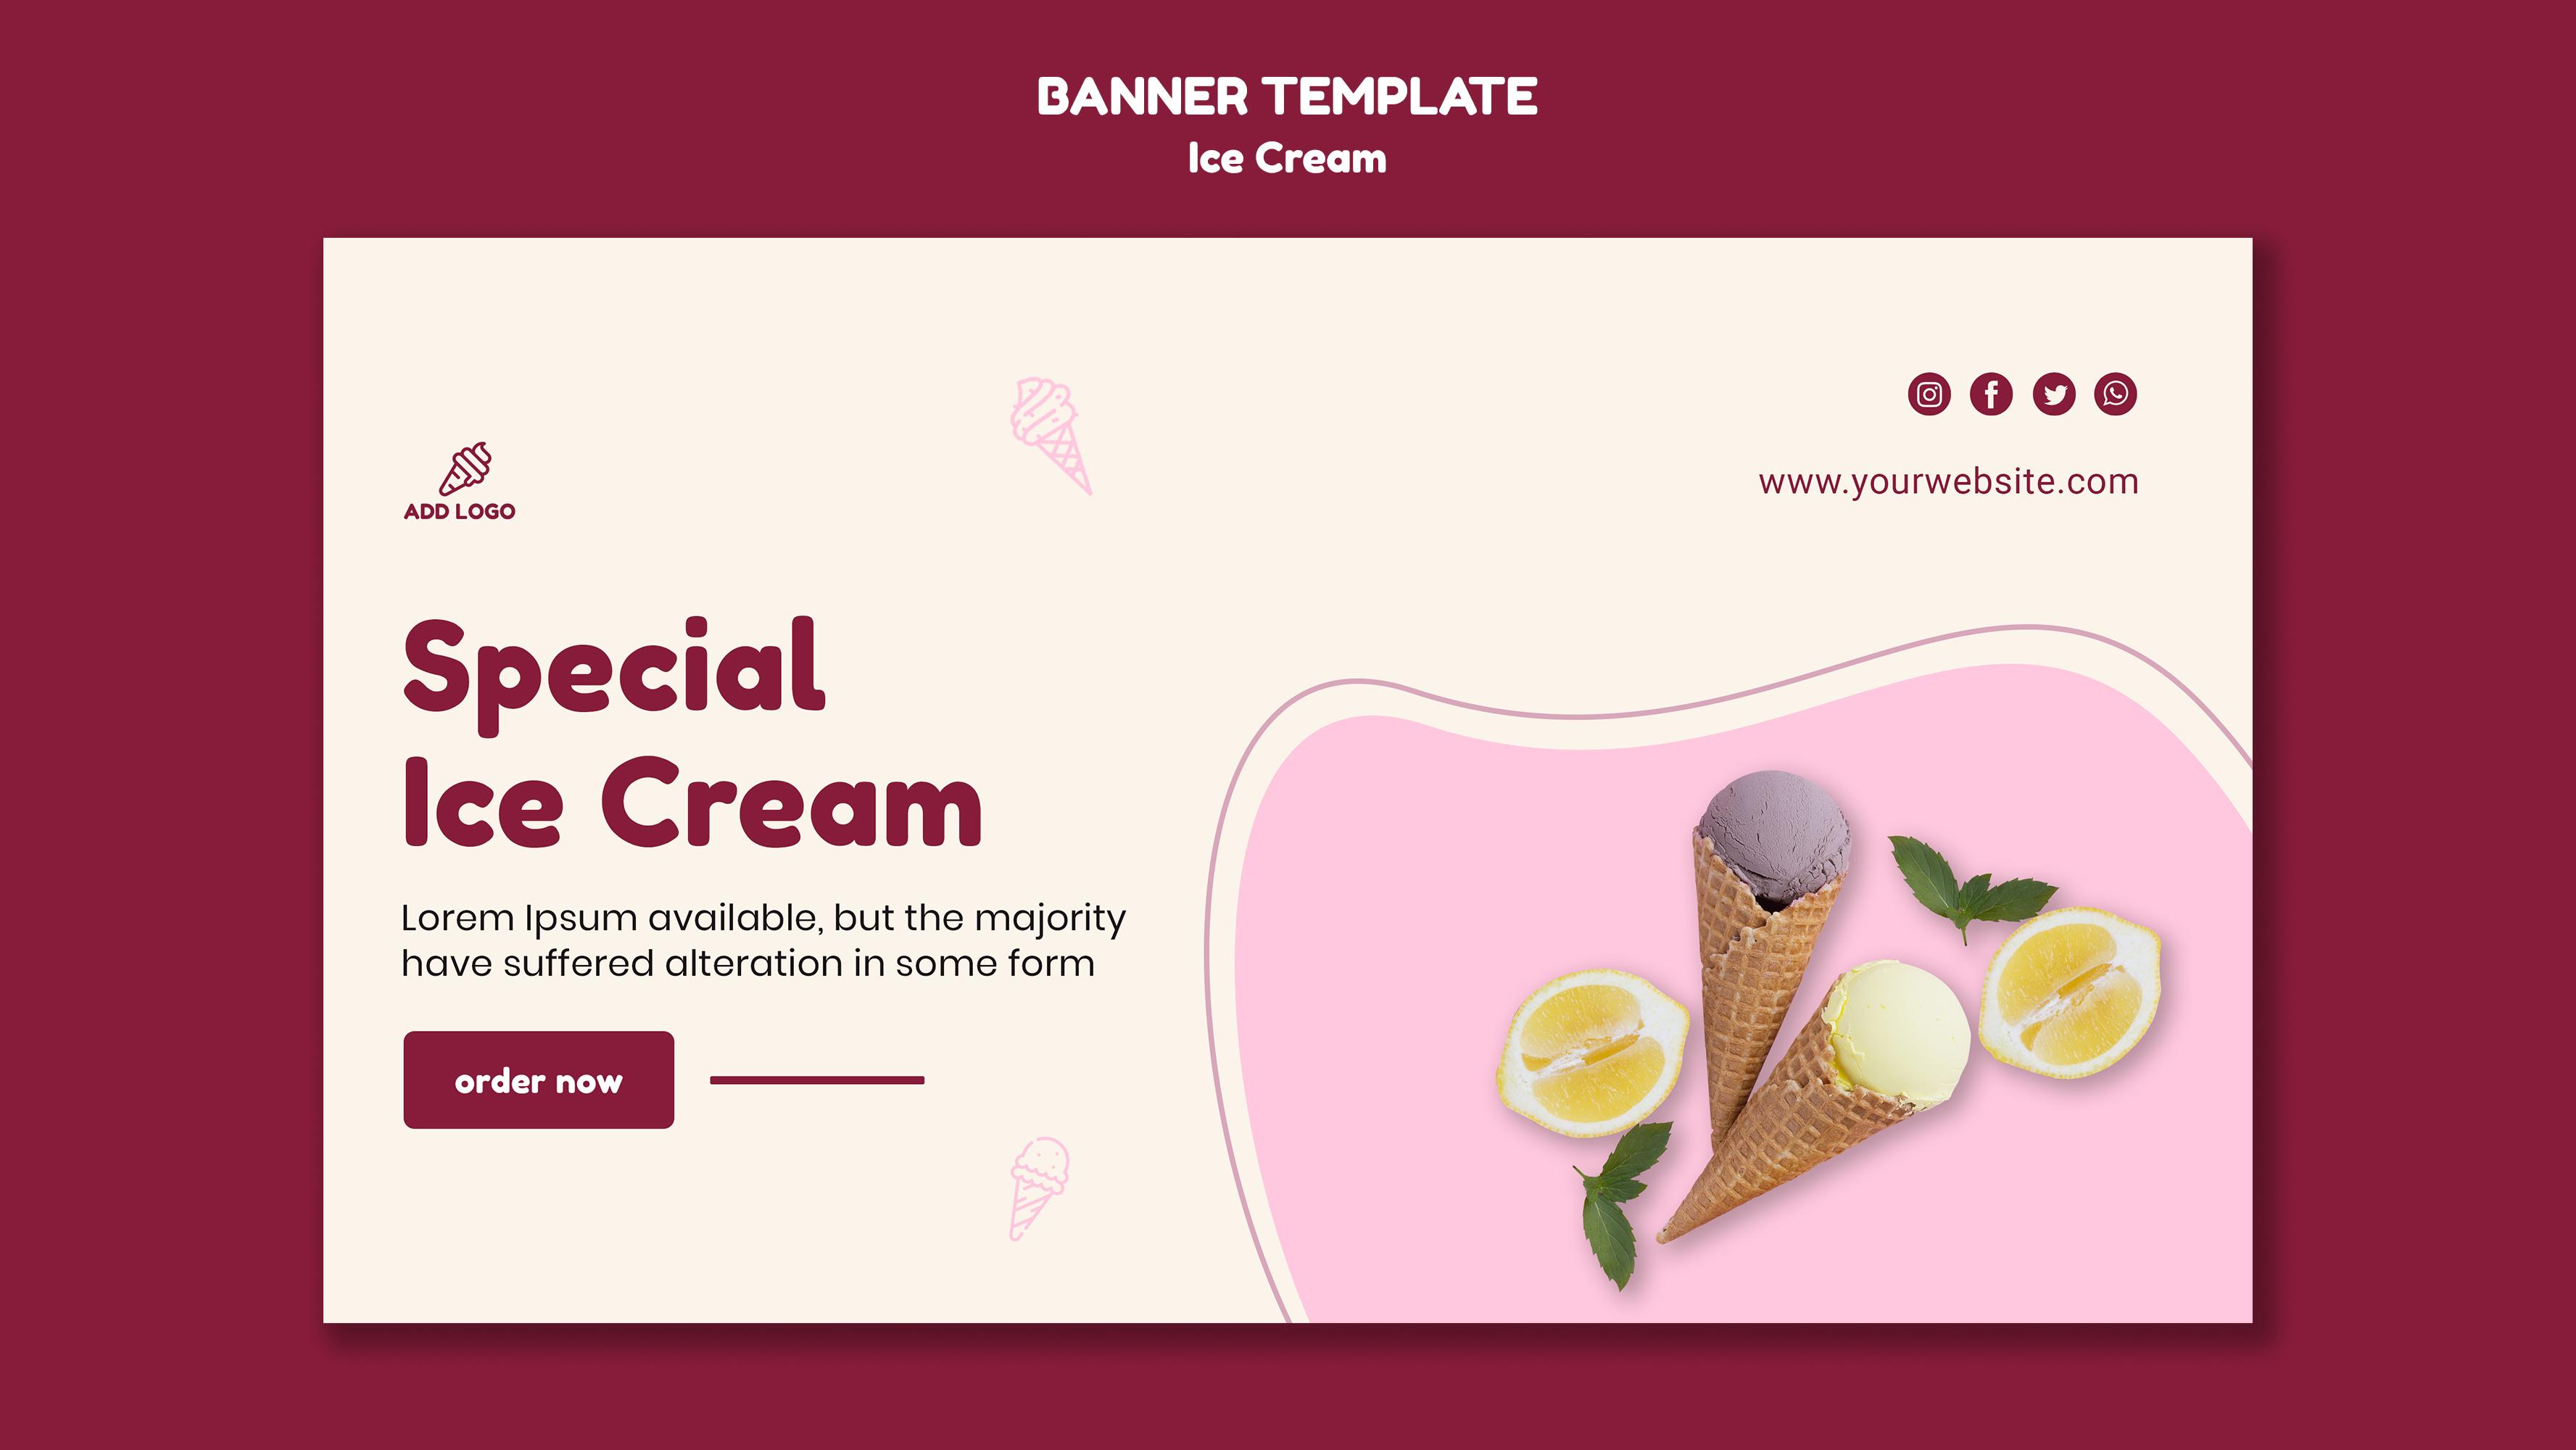 BANNER TEMPLATE
Ice Cream
ADD LOGO
www.yourwebsite.com
Special
Ice Cream
Lorem Ipsum available, but the majority
have suffered alteration in some form
order now